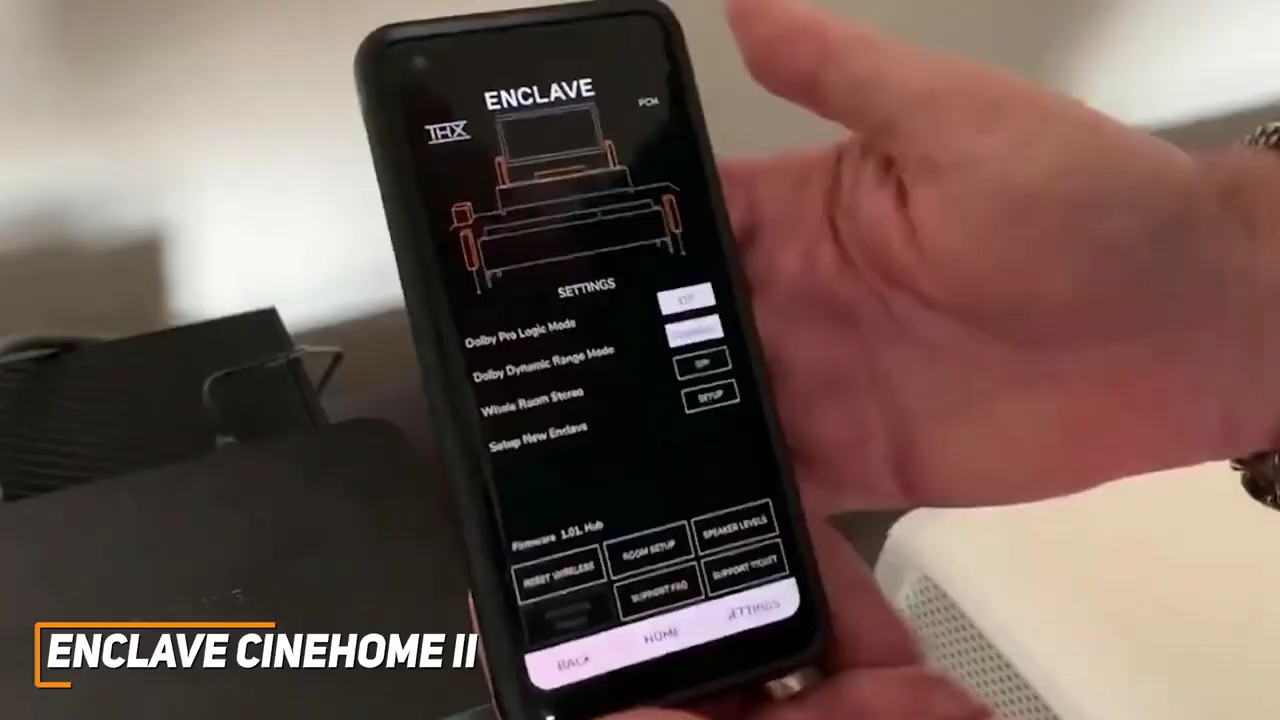 ENCLAVE
THX
PCM
SETTINGS
Dolby Pro Logic Mode
Dolby Dynamic Range Mode
Whole Room Stereo
Setup New Enclave
SETUP
Firmware 1.01. Hub
RESET WIRELESS
ROOM SETUP
SPEAKER LEVELS
SUPPORT FAQ
SUPPORT TICKET
BACK
HOME
SETTINGS
ENCLAVE CINEHOME II